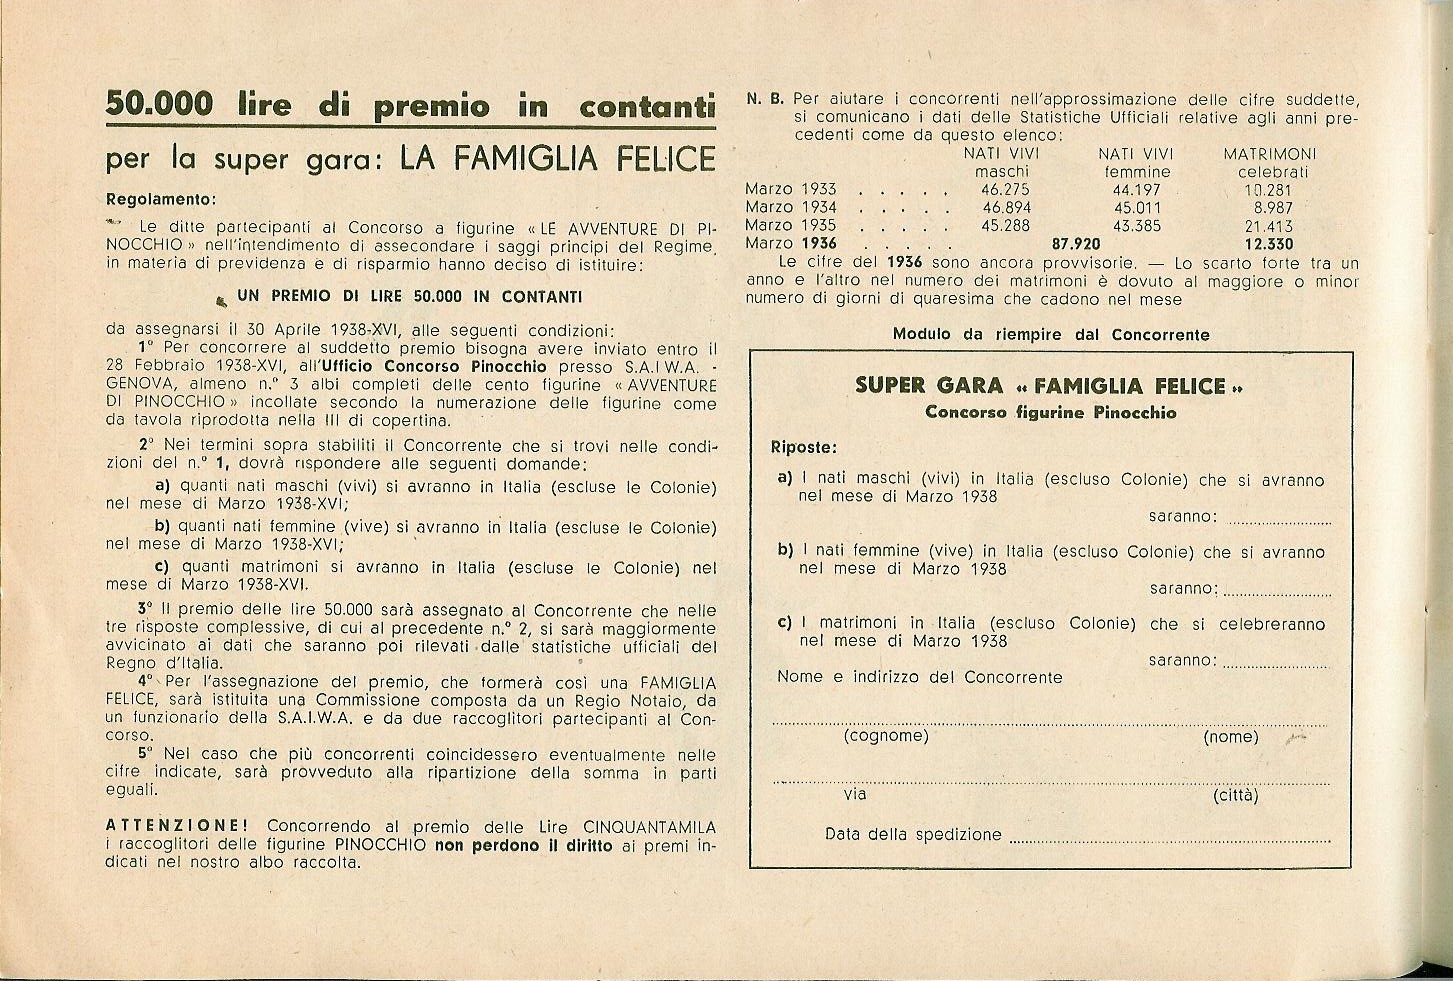 50.000 lire di premio in contanti
per la super gara: LA FAMIGLIA FELICE
Regolamento:
Le ditte partecipanti al Concorso a figurine « LE AVVENTURE DI PI-
NOCCHIO » nell'intendimento di assecondare i saggi principi del Regime,
in materia di previdenza e di risparmio hanno deciso di istituire:
UN PREMIO DI LIRE 50.000 IN CONTANTI
da assegnarsi il 30 Aprile 1938-XVI, alle seguenti condizioni:
1° Per concorrere al suddetto premio bisogna avere inviato entro il
28 Febbraio 1938-XVI, all'Ufficio Concorso Pinocchio presso S.A.I W.A. -
GENOVA, almeno n.° 3 albi completi delle cento figurine « AVVENTURE
DI PINOCCHIO » incollate secondo la numerazione delle figurine come
da tavola riprodotta nella III di copertina.
2° Nei termini sopra stabiliti il Concorrente che si trovi nelle condi-
zioni del n.° 1, dovrà rispondere alle seguenti domande:
a) quanti nati maschi (vivi) si avranno in Italia (escluse le Colonie)
nel mese di Marzo 1938-XVI;
b) quanti nati femmine (vive) si avranno in Italia (escluse le Colonie)
nel mese di Marzo 1938-XVI;
c) quanti matrimoni si avranno in Italia (escluse le Colonie) nel
mese di Marzo 1938-XVI.
3° Il premio delle lire 50.000 sarà assegnato al Concorrente che nelle
tre risposte complessive, di cui al precedente n.° 2, si sarà maggiormente
avvicinato ai dati che saranno poi rilevati dalle statistiche ufficiali del
Regno d'Italia.
4° Per l'assegnazione del premio, che formerà così una FAMIGLIA
FELICE, sarà istituita una Commissione composta da un Regio Notaio, da
un funzionario della S.A.I.W.A. e da due raccoglitori partecipanti al Con-
corso.
5° Nel caso che più concorrenti coincidessero eventualmente nelle
cifre indicate, sarà provveduto alla ripartizione della somma in parti
eguali.
ATTENZIONE! Concorrendo al premio delle Lire CINQUANTAMILA
i raccoglitori delle figurine PINOCCHIO non perdono il diritto ai premi in-
dicati nel nostro albo raccolta.
N. B. Per aiutare i concorrenti nell'approssimazione delle cifre suddette,
si comunicano i dati delle Statistiche Ufficiali relative agli anni pre-
cedenti come da questo elenco:
NATI VIVI NATI VIVI MATRIMONI
maschi femmine celebrati
Marzo 1933 . . . . . 46.275 44.197 10.281
Marzo 1934 . . . . . 46.894 45.011 8.987
Marzo 1935 . . . . . 45.288 43.385 21.413
Marzo 1936 . . . . . 87.920 12.330
Le cifre del 1936 sono ancora provvisorie. — Lo scarto forte tra un
anno e l'altro nel numero dei matrimoni è dovuto al maggiore o minor
numero di giorni di quaresima che cadono nel mese
Modulo da riempire dal Concorrente
SUPER GARA « FAMIGLIA FELICE »
Concorso figurine Pinocchio
Riposte:
a) I nati maschi (vivi) in Italia (escluso Colonie) che si avranno
nel mese di Marzo 1938
saranno: ....................
b) I nati femmine (vive) in Italia (escluso Colonie) che si avranno
nel mese di Marzo 1938
saranno: ....................
c) I matrimoni in Italia (escluso Colonie) che si celebreranno
nel mese di Marzo 1938
saranno: ....................
Nome e indirizzo del Concorrente
(cognome) (nome)
via (città)
Data della spedizione ....................